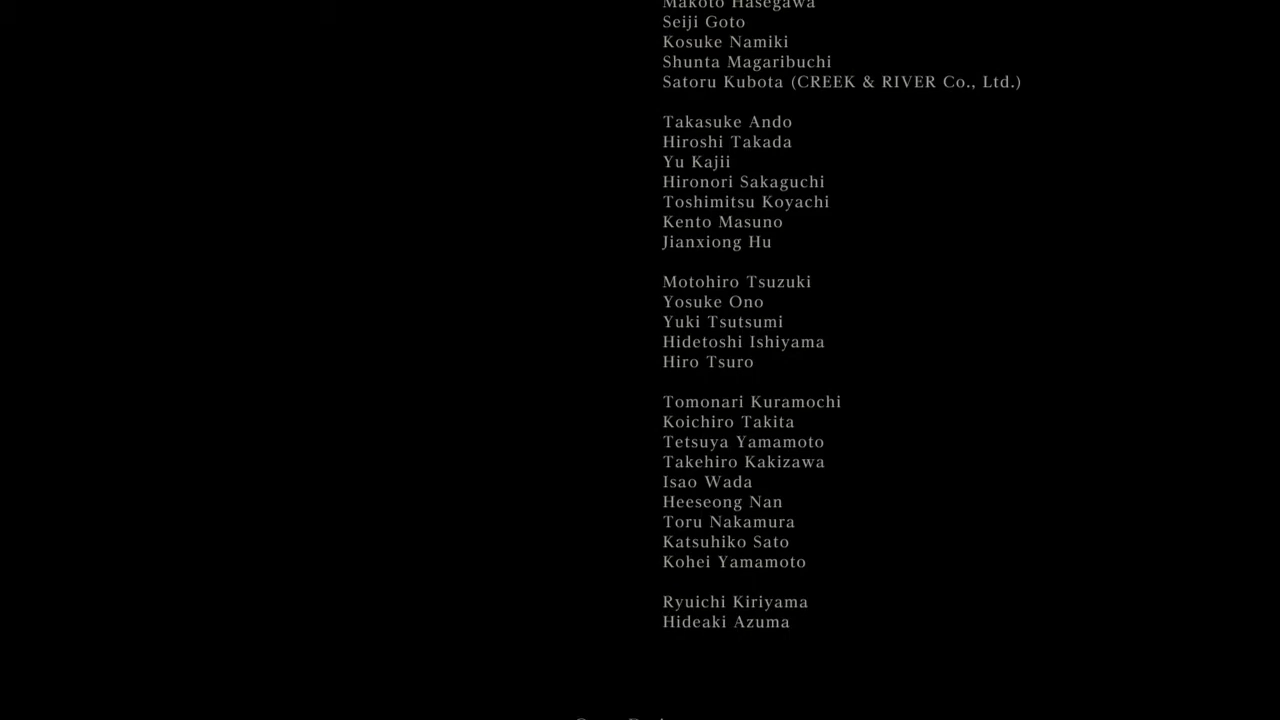 Makoto Hasegawa
Seiji Goto
Kosuke Namiki
Shunta Magaribuchi
Satoru Kubota (CREEK & RIVER Co., Ltd.)
Takasuke Ando
Hiroshi Takada
Yu Kajii
Hironori Sakaguchi
Toshimitsu Koyachi
Kento Masuno
Jianxiong Hu
Motohiro Tsuzuki
Yosuke Ono
Yuki Tsutsumi
Hidetoshi Ishiyama
Hiro Tsuro
Tomonari Kuramochi
Koichiro Takita
Tetsuya Yamamoto
Takehiro Kakizawa
Isao Wada
Heeseong Nan
Toru Nakamura
Katsuhiko Sato
Kohei Yamamoto
Ryuichi Kiriyama
Hideaki Azuma